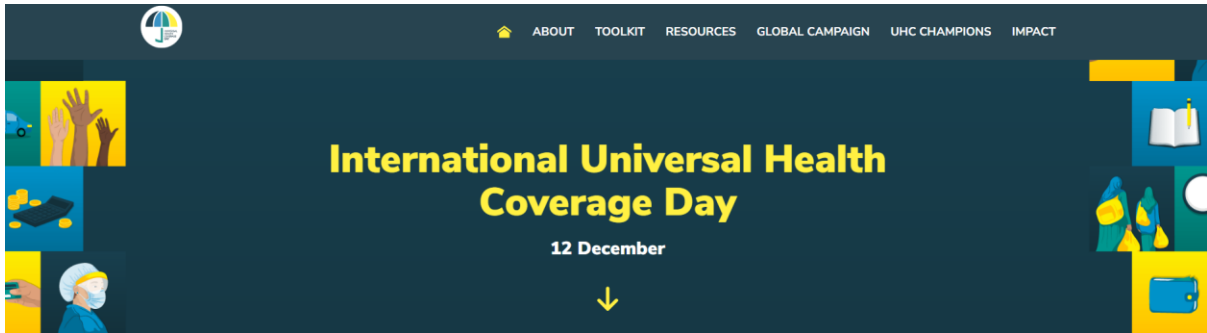 ABOUT TOOLKIT RESOURCES GLOBAL CAMPAIGN UHC CHAMPIONS IMPACT
International Universal Health
Coverage Day
12 December